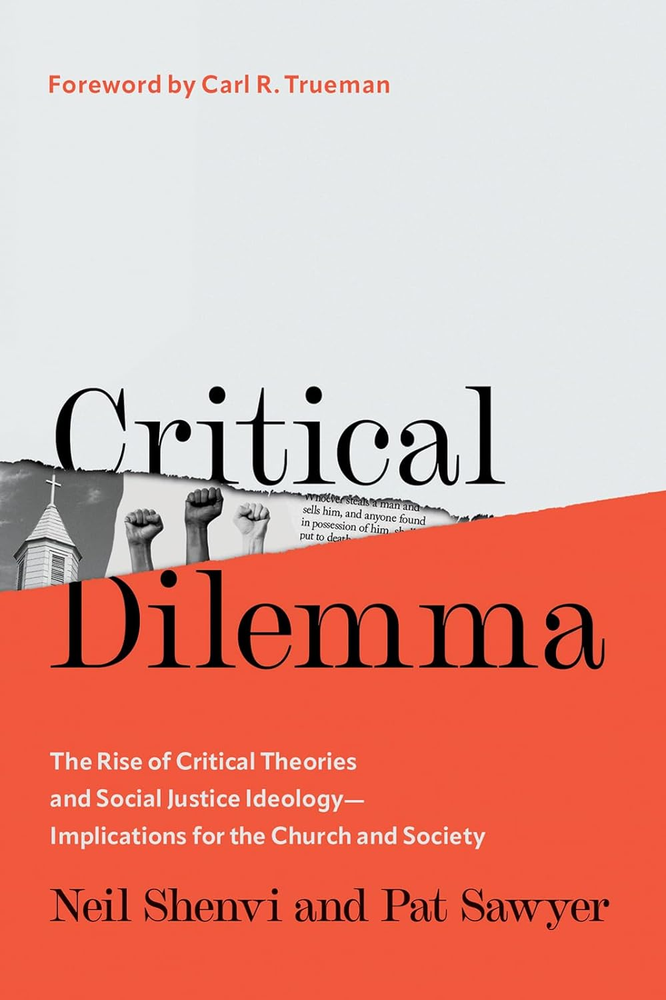 Foreword by Carl R. Trueman
Critical
Whoever steals a man and
sells him, and anyone found
in possession of him,
put to death
Dilemma
The Rise of Critical Theories
and Social Justice Ideology—
Implications for the Church and Society
Neil Shenvi and Pat Sawyer